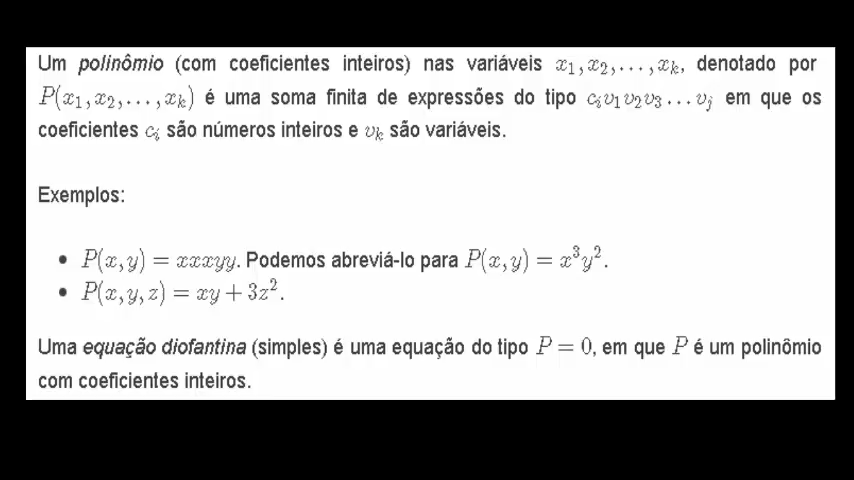 Um polinômio (com coeficientes inteiros) nas variáveis x₁, x₂, . . . , xₖ, denotado por
P(x₁, x₂, . . . , xₖ) é uma soma finita de expressões do tipo cᵢv₁v₂v₃ . . . vⱼ em que os
coeficientes cᵢ são números inteiros e vₖ são variáveis.
Exemplos:
• P(x, y) = xxxyy. Podemos abreviá-lo para P(x, y) = x³y².
• P(x, y, z) = xy + 3z².
Uma equação diofantina (simples) é uma equação do tipo P = 0, em que P é um polinômio
com coeficientes inteiros.